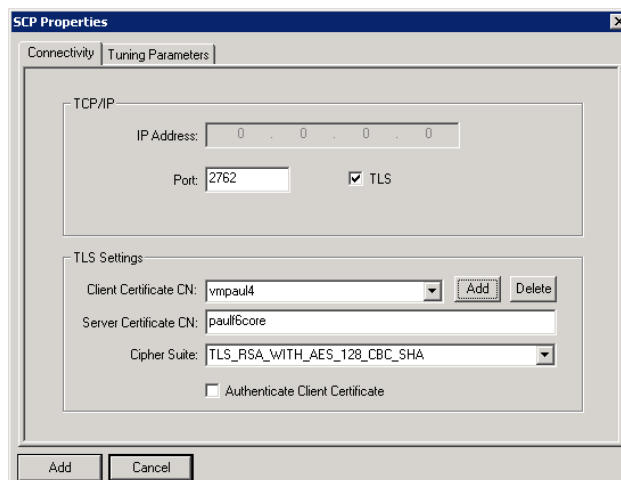 SCP Properties
Connectivity Tuning Parameters
TCP/IP
IP Address: 0 . 0 . 0 . 0
Port: 2762 TLS
TLS Settings
Client Certificate CN: vmpaul4 Add Delete
Server Certificate CN: paulf6core
Cipher Suite: TLS_RSA_WITH_AES_128_CBC_SHA
Authenticate Client Certificate
Add Cancel